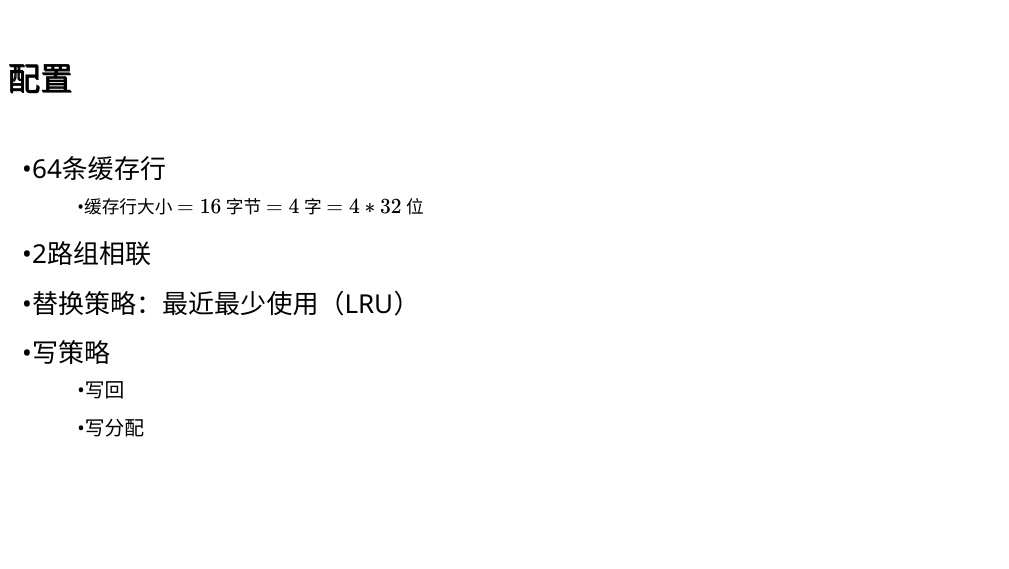 配置
•64条缓存行
•缓存行大小 = 16 字节 = 4 字 = 4 ∗ 32 位
•2路组相联
•替换策略：最近最少使用（LRU）
•写策略
•写回
•写分配